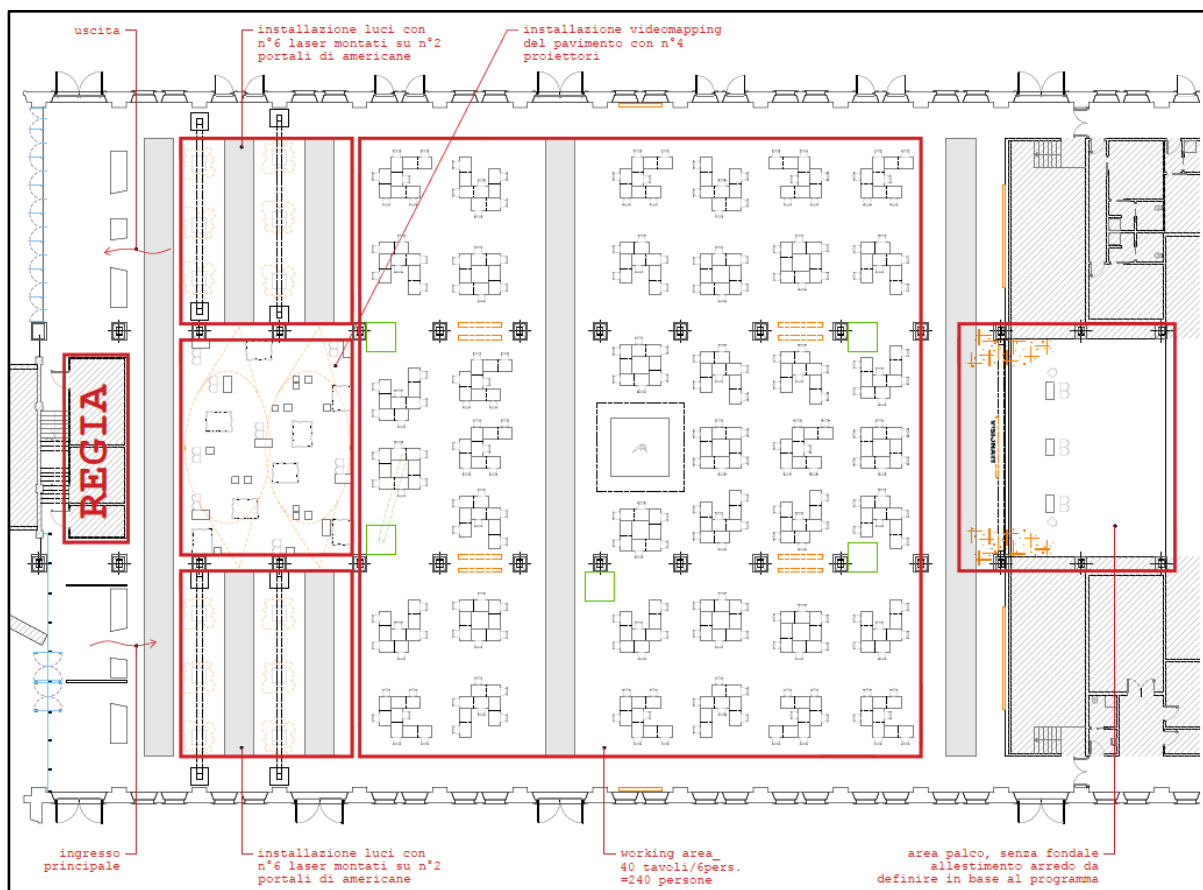 uscita
installazione luci con
n°6 laser montati su n°2
portali di americane
installazione videomapping
del pavimento con n°4
proiettori
REGIA
VISIONARI
ingresso
principale
installazione luci con
n°6 laser montati su n°2
portali di americane
working area_
40 tavoli/6pers.
=240 persone
area palco, senza fondale
allestimento arredo da
definire in base al programma